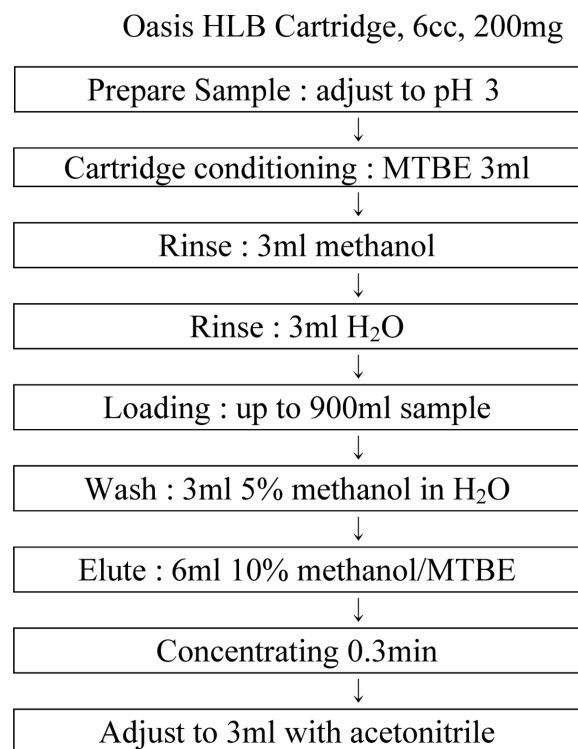 Oasis HLB Cartridge, 6cc, 200mg
Prepare Sample : adjust to pH 3
↓
Cartridge conditioning : MTBE 3ml
↓
Rinse : 3ml methanol
↓
Rinse : 3ml H₂O
↓
Loading : up to 900ml sample
↓
Wash : 3ml 5% methanol in H₂O
↓
Elute : 6ml 10% methanol/MTBE
↓
Concentrating 0.3min
↓
Adjust to 3ml with acetonitrile